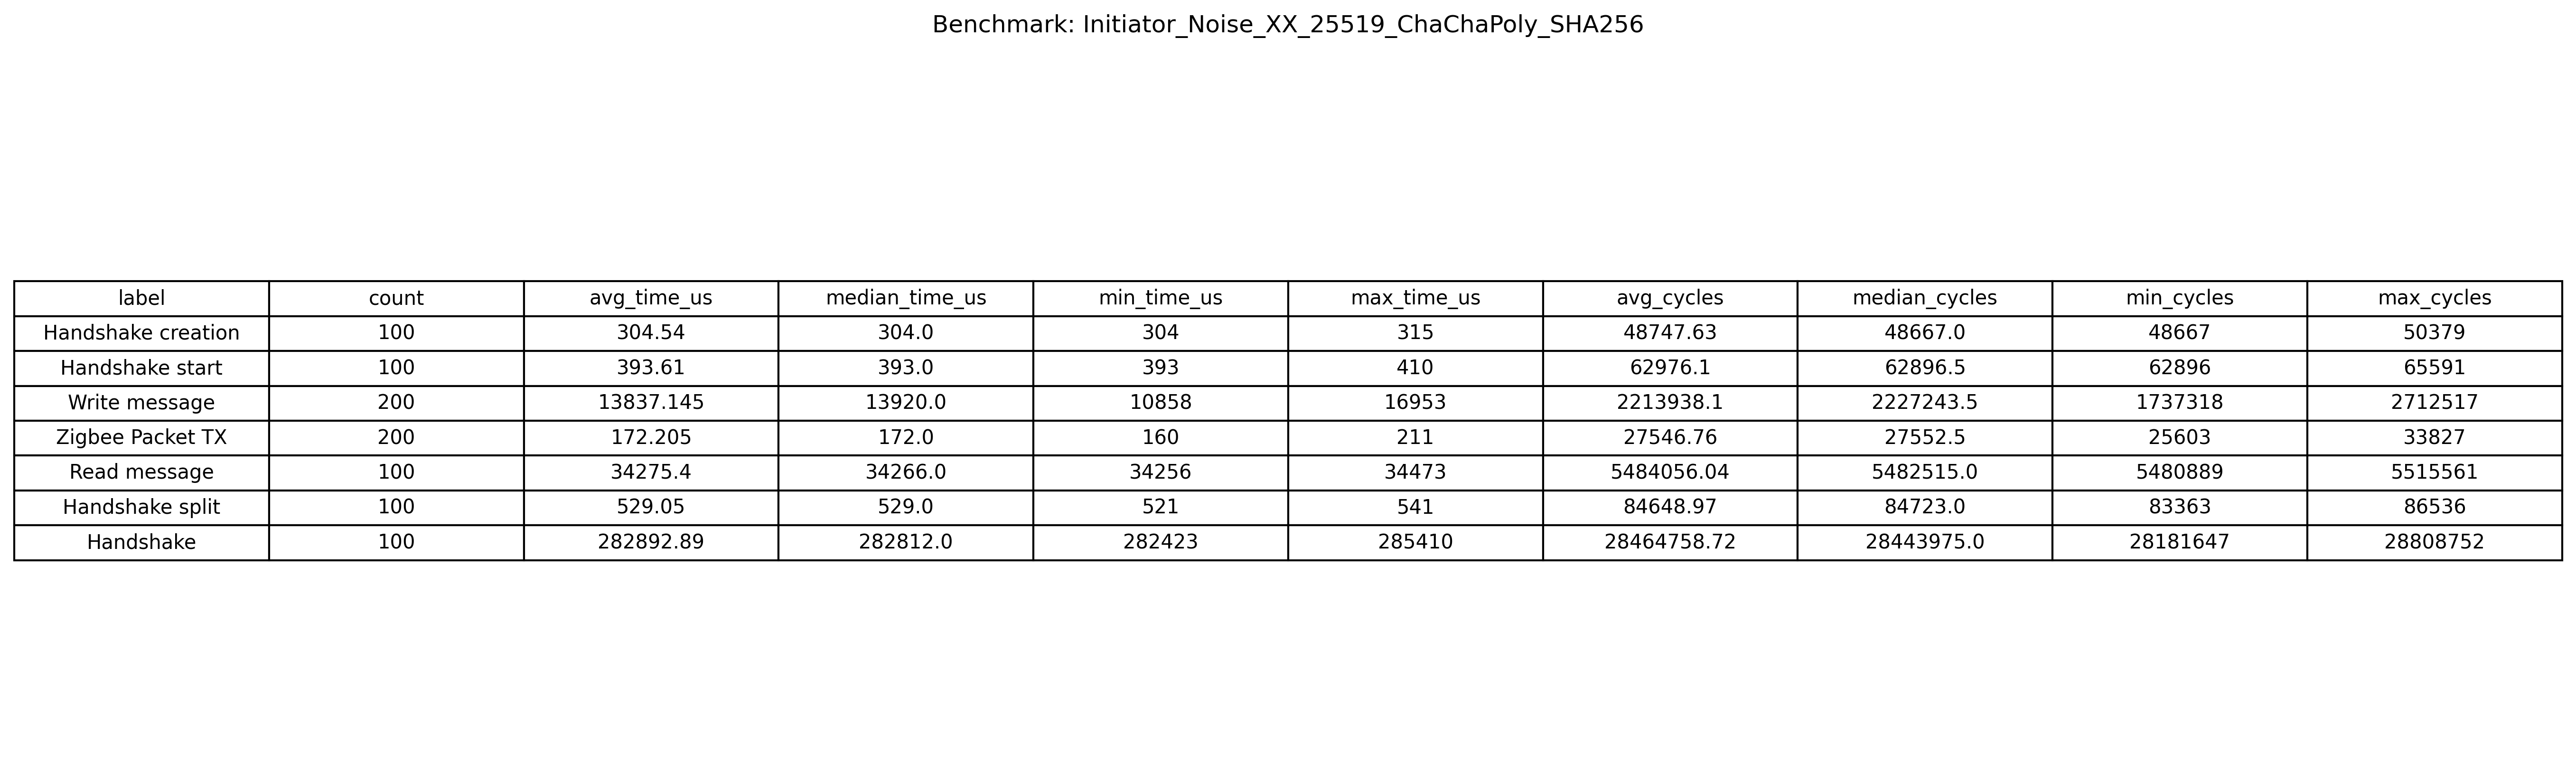 Benchmark: Initiator_Noise_XX_25519_ChaChaPoly_SHA256
label count avg_time_us median_time_us min_time_us max_time_us avg_cycles median_cycles min_cycles max_cycles
Handshake creation 100 304.54 304.0 304 315 48747.63 48667.0 48667 50379
Handshake start 100 393.61 393.0 393 410 62976.1 62896.5 62896 65591
Write message 200 13837.145 13920.0 10858 16953 2213938.1 2227243.5 1737318 2712517
Zigbee Packet TX 200 172.205 172.0 160 211 27546.76 27552.5 25603 33827
Read message 100 34275.4 34266.0 34256 34473 5484056.04 5482515.0 5480889 5515561
Handshake split 100 529.05 529.0 521 541 84648.97 84723.0 83363 86536
Handshake 100 282892.89 282812.0 282423 285410 28464758.72 28443975.0 28181647 28808752